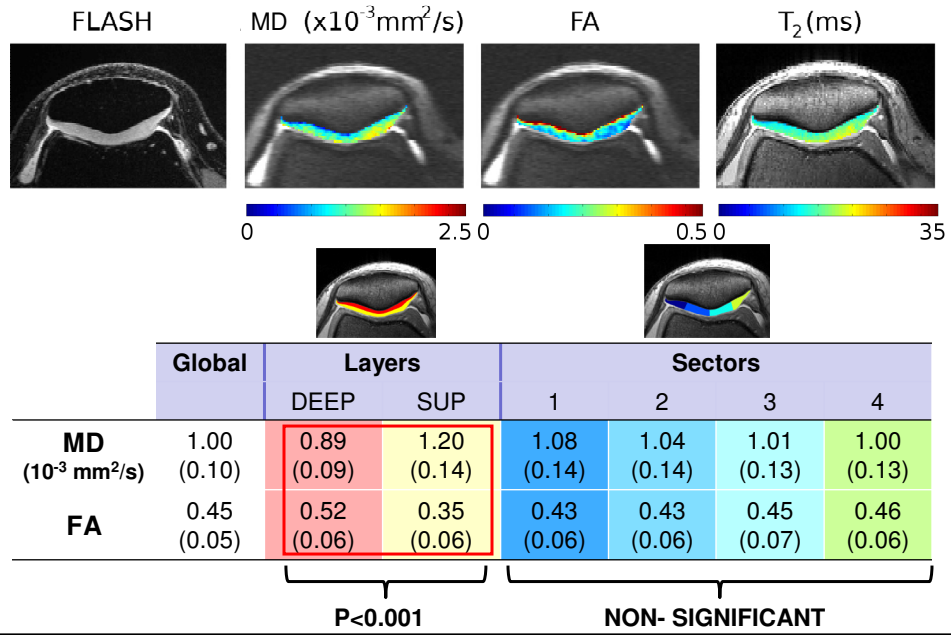 FLASH MD (x10-3mm2/s) FA T2(ms)
0 2.5 0 0.5 0 35
Global Layers Sectors
DEEP SUP 1 2 3 4
MD 1.00 0.89 1.20 1.08 1.04 1.01 1.00
(10-3 mm2/s) (0.10) (0.09) (0.14) (0.14) (0.14) (0.13) (0.13)
FA 0.45 0.52 0.35 0.43 0.43 0.45 0.46
(0.05) (0.06) (0.06) (0.06) (0.06) (0.07) (0.06)
P<0.001 NON- SIGNIFICANT